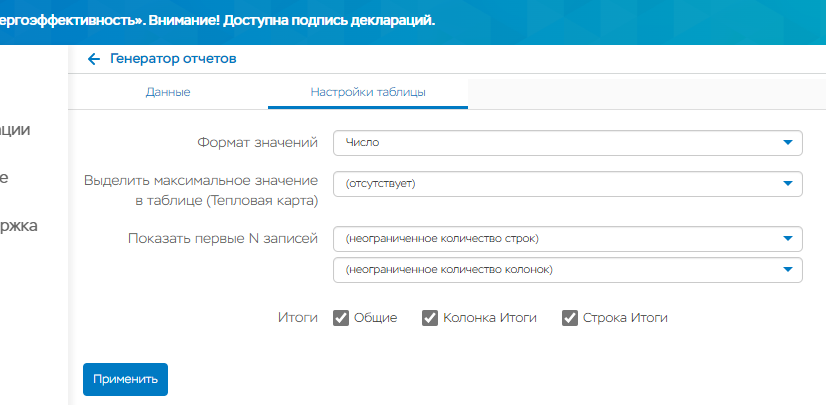 ергоэффективность». Внимание! Доступна подпись деклараций.
Генератор отчетов
Данные
Настройки таблицы
ации
е
ржка
Формат значений
Число
Выделить максимальное значение
в таблице (Тепловая карта)
(отсутствует)
Показать первые N записей
(неограниченное количество строк)
(неограниченное количество колонок)
Итоги
Общие
Колонка Итоги
Строка Итоги
Применить